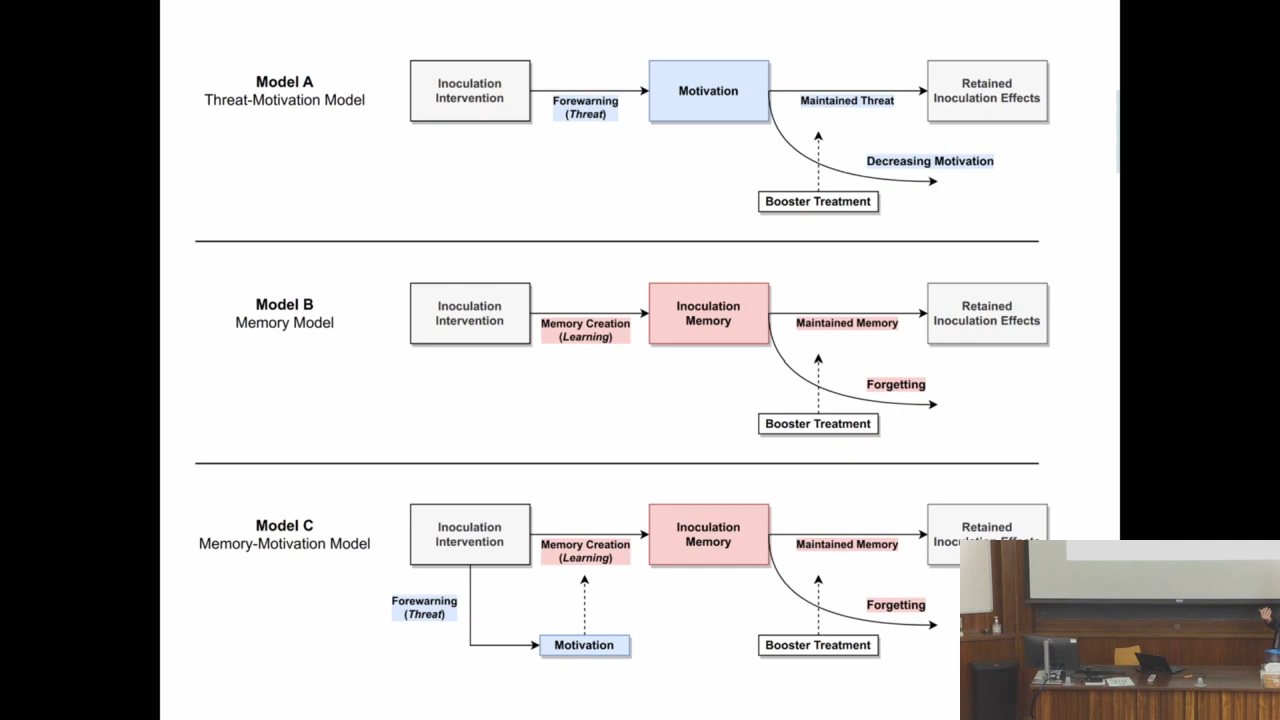 Model A
Threat-Motivation Model
Inoculation
Intervention
Forewarning
(Threat)
Motivation
Maintained Threat
Retained
Inoculation Effects
Decreasing Motivation
Booster Treatment
Model B
Memory Model
Inoculation
Intervention
Memory Creation
(Learning)
Inoculation
Memory
Maintained Memory
Retained
Inoculation Effects
Forgetting
Booster Treatment
Model C
Memory-Motivation Model
Inoculation
Intervention
Memory Creation
(Learning)
Inoculation
Memory
Maintained Memory
Retained
Inoculation Effects
Forewarning
(Threat)
Forgetting
Motivation
Booster Treatment